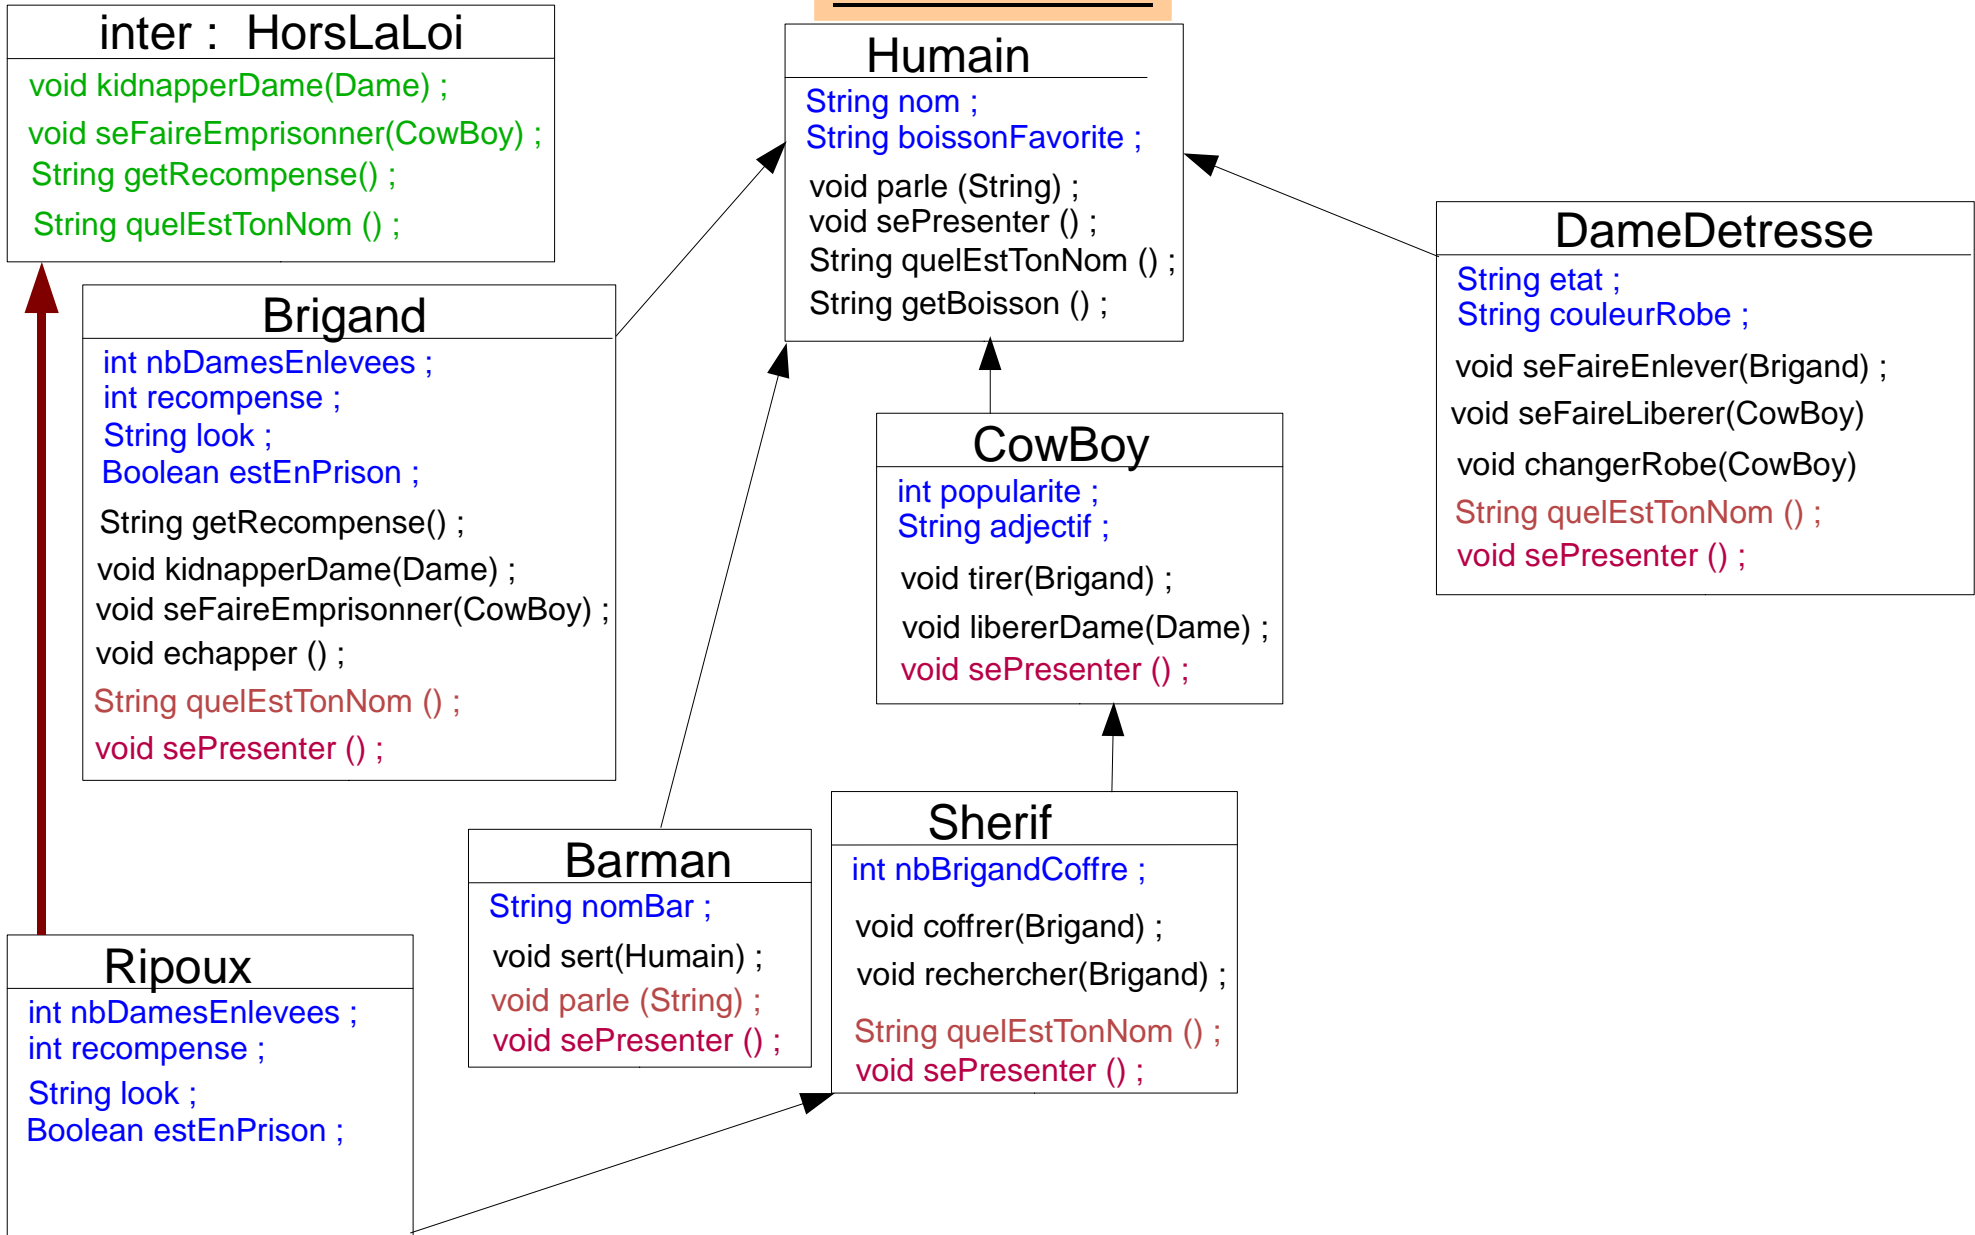 inter :  HorsLaLoi
void kidnapperDame(Dame) ;
void seFaireEmprisonner(CowBoy) ;
String getRecompense() ;
String quelEstTonNom () ;
Humain
String nom ;
String boissonFavorite ;
void parle (String) ;
void sePresenter () ;
String quelEstTonNom () ;
String getBoisson () ;
DameDetresse
String etat ;
String couleurRobe ;
void seFaireEnlever(Brigand) ;
void seFaireLiberer(CowBoy)
void changerRobe(CowBoy)
String quelEstTonNom () ;
void sePresenter () ;
Brigand
int nbDamesEnlevees ;
int recompense ;
String look ;
Boolean estEnPrison ;
String getRecompense() ;
void kidnapperDame(Dame) ;
void seFaireEmprisonner(CowBoy) ;
void echapper () ;
String quelEstTonNom () ;
void sePresenter () ;
CowBoy
int popularite ;
String adjectif ;
void tirer(Brigand) ;
void libererDame(Dame) ;
void sePresenter () ;
Barman
String nomBar ;
void sert(Humain) ;
void parle (String) ;
void sePresenter () ;
Sherif
int nbBrigandCoffre ;
void coffrer(Brigand) ;
void rechercher(Brigand) ;
String quelEstTonNom () ;
void sePresenter () ;
Ripoux
int nbDamesEnlevees ;
int recompense ;
String look ;
Boolean estEnPrison ;